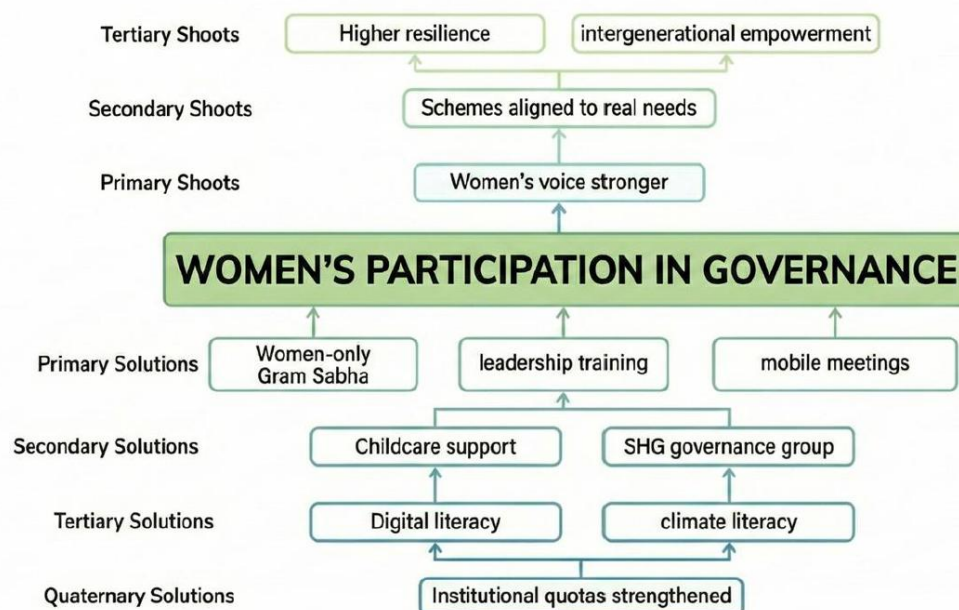 Tertiary Shoots
Higher resilience
intergenerational empowerment
Secondary Shoots
Schemes aligned to real needs
Primary Shoots
Women's voice stronger
WOMEN'S PARTICIPATION IN GOVERNANCE
Primary Solutions
Women-only
Gram Sabha
leadership training
mobile meetings
Secondary Solutions
Childcare support
SHG governance group
Tertiary Solutions
Digital literacy
climate literacy
Quaternary Solutions
Institutional quotas strengthened